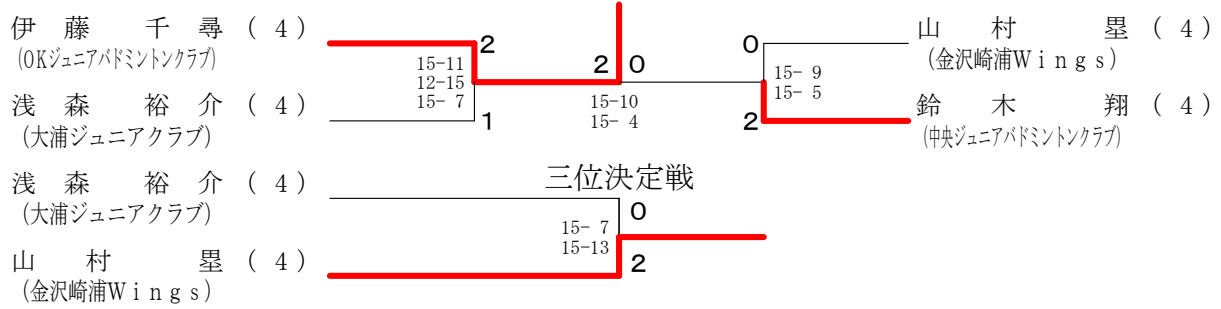 伊 藤 千 尋 ( 4 )
(OKジュニアバドミントンクラブ)
浅 森 裕 介 ( 4 )
(大浦ジュニアクラブ)
2
15-11
12-15
15- 7
1
2 0
15-10
15- 4
0
15- 9
15- 5
2
山 村 塁 ( 4 )
(金沢崎浦Ｗｉｎｇｓ)
鈴 木 翔 ( 4 )
(中央ジュニアバドミントンクラブ)
三位決定戦
浅 森 裕 介 ( 4 )
(大浦ジュニアクラブ)
山 村 塁 ( 4 )
(金沢崎浦Ｗｉｎｇｓ)
0
15- 7
15-13
2